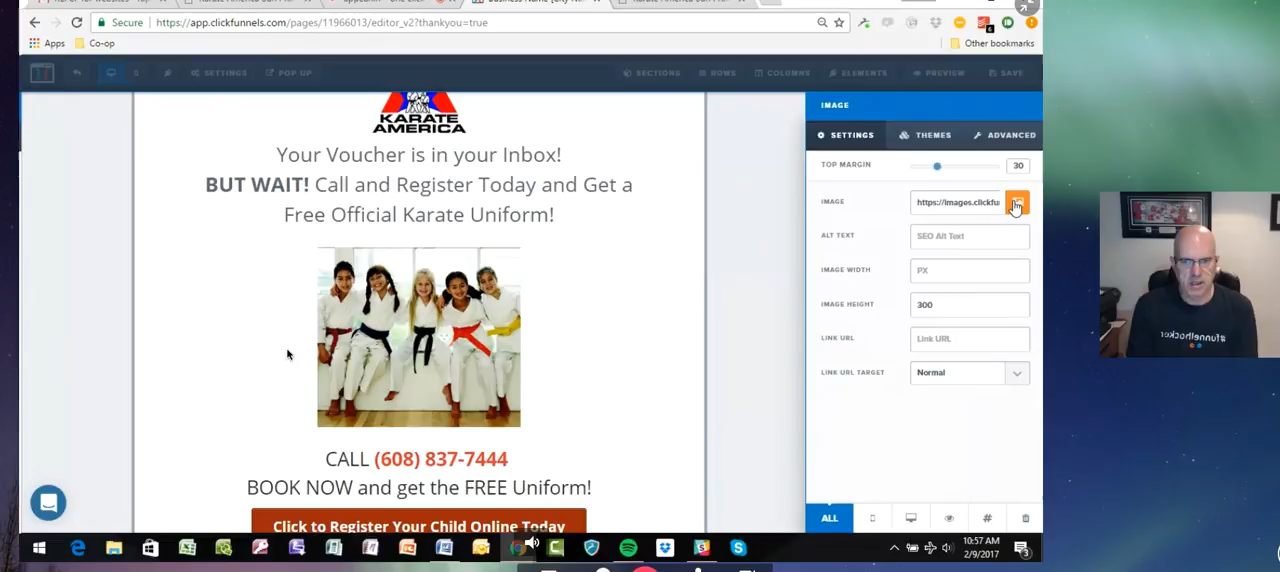 Secure
https://app.clickfunnels.com/pages/11966013/editor_v2?thankyou=true
6
Apps
Co-op
Other bookmarks
SETTINGS
POP UP
SECTIONS
ROWS
COLUMNS
ELEMENTS
PREVIEW
SAVE
KARATE
AMERICA
Your Voucher is in your Inbox!
BUT WAIT! Call and Register Today and Get a
Free Official Karate Uniform!
CALL (608) 837-7444
BOOK NOW and get the FREE Uniform!
Click to Register Your Child Online Today
IMAGE
SETTINGS
THEMES
ADVANCED
TOP MARGIN
30
IMAGE
https://images.clickfu
ALT TEXT
SEO Alt Text
IMAGE WIDTH
PX
IMAGE HEIGHT
300
LINK URL
Link URL
LINK URL TARGET
Normal
ALL
#funnelhacker
10:57 AM
2/9/2017
3